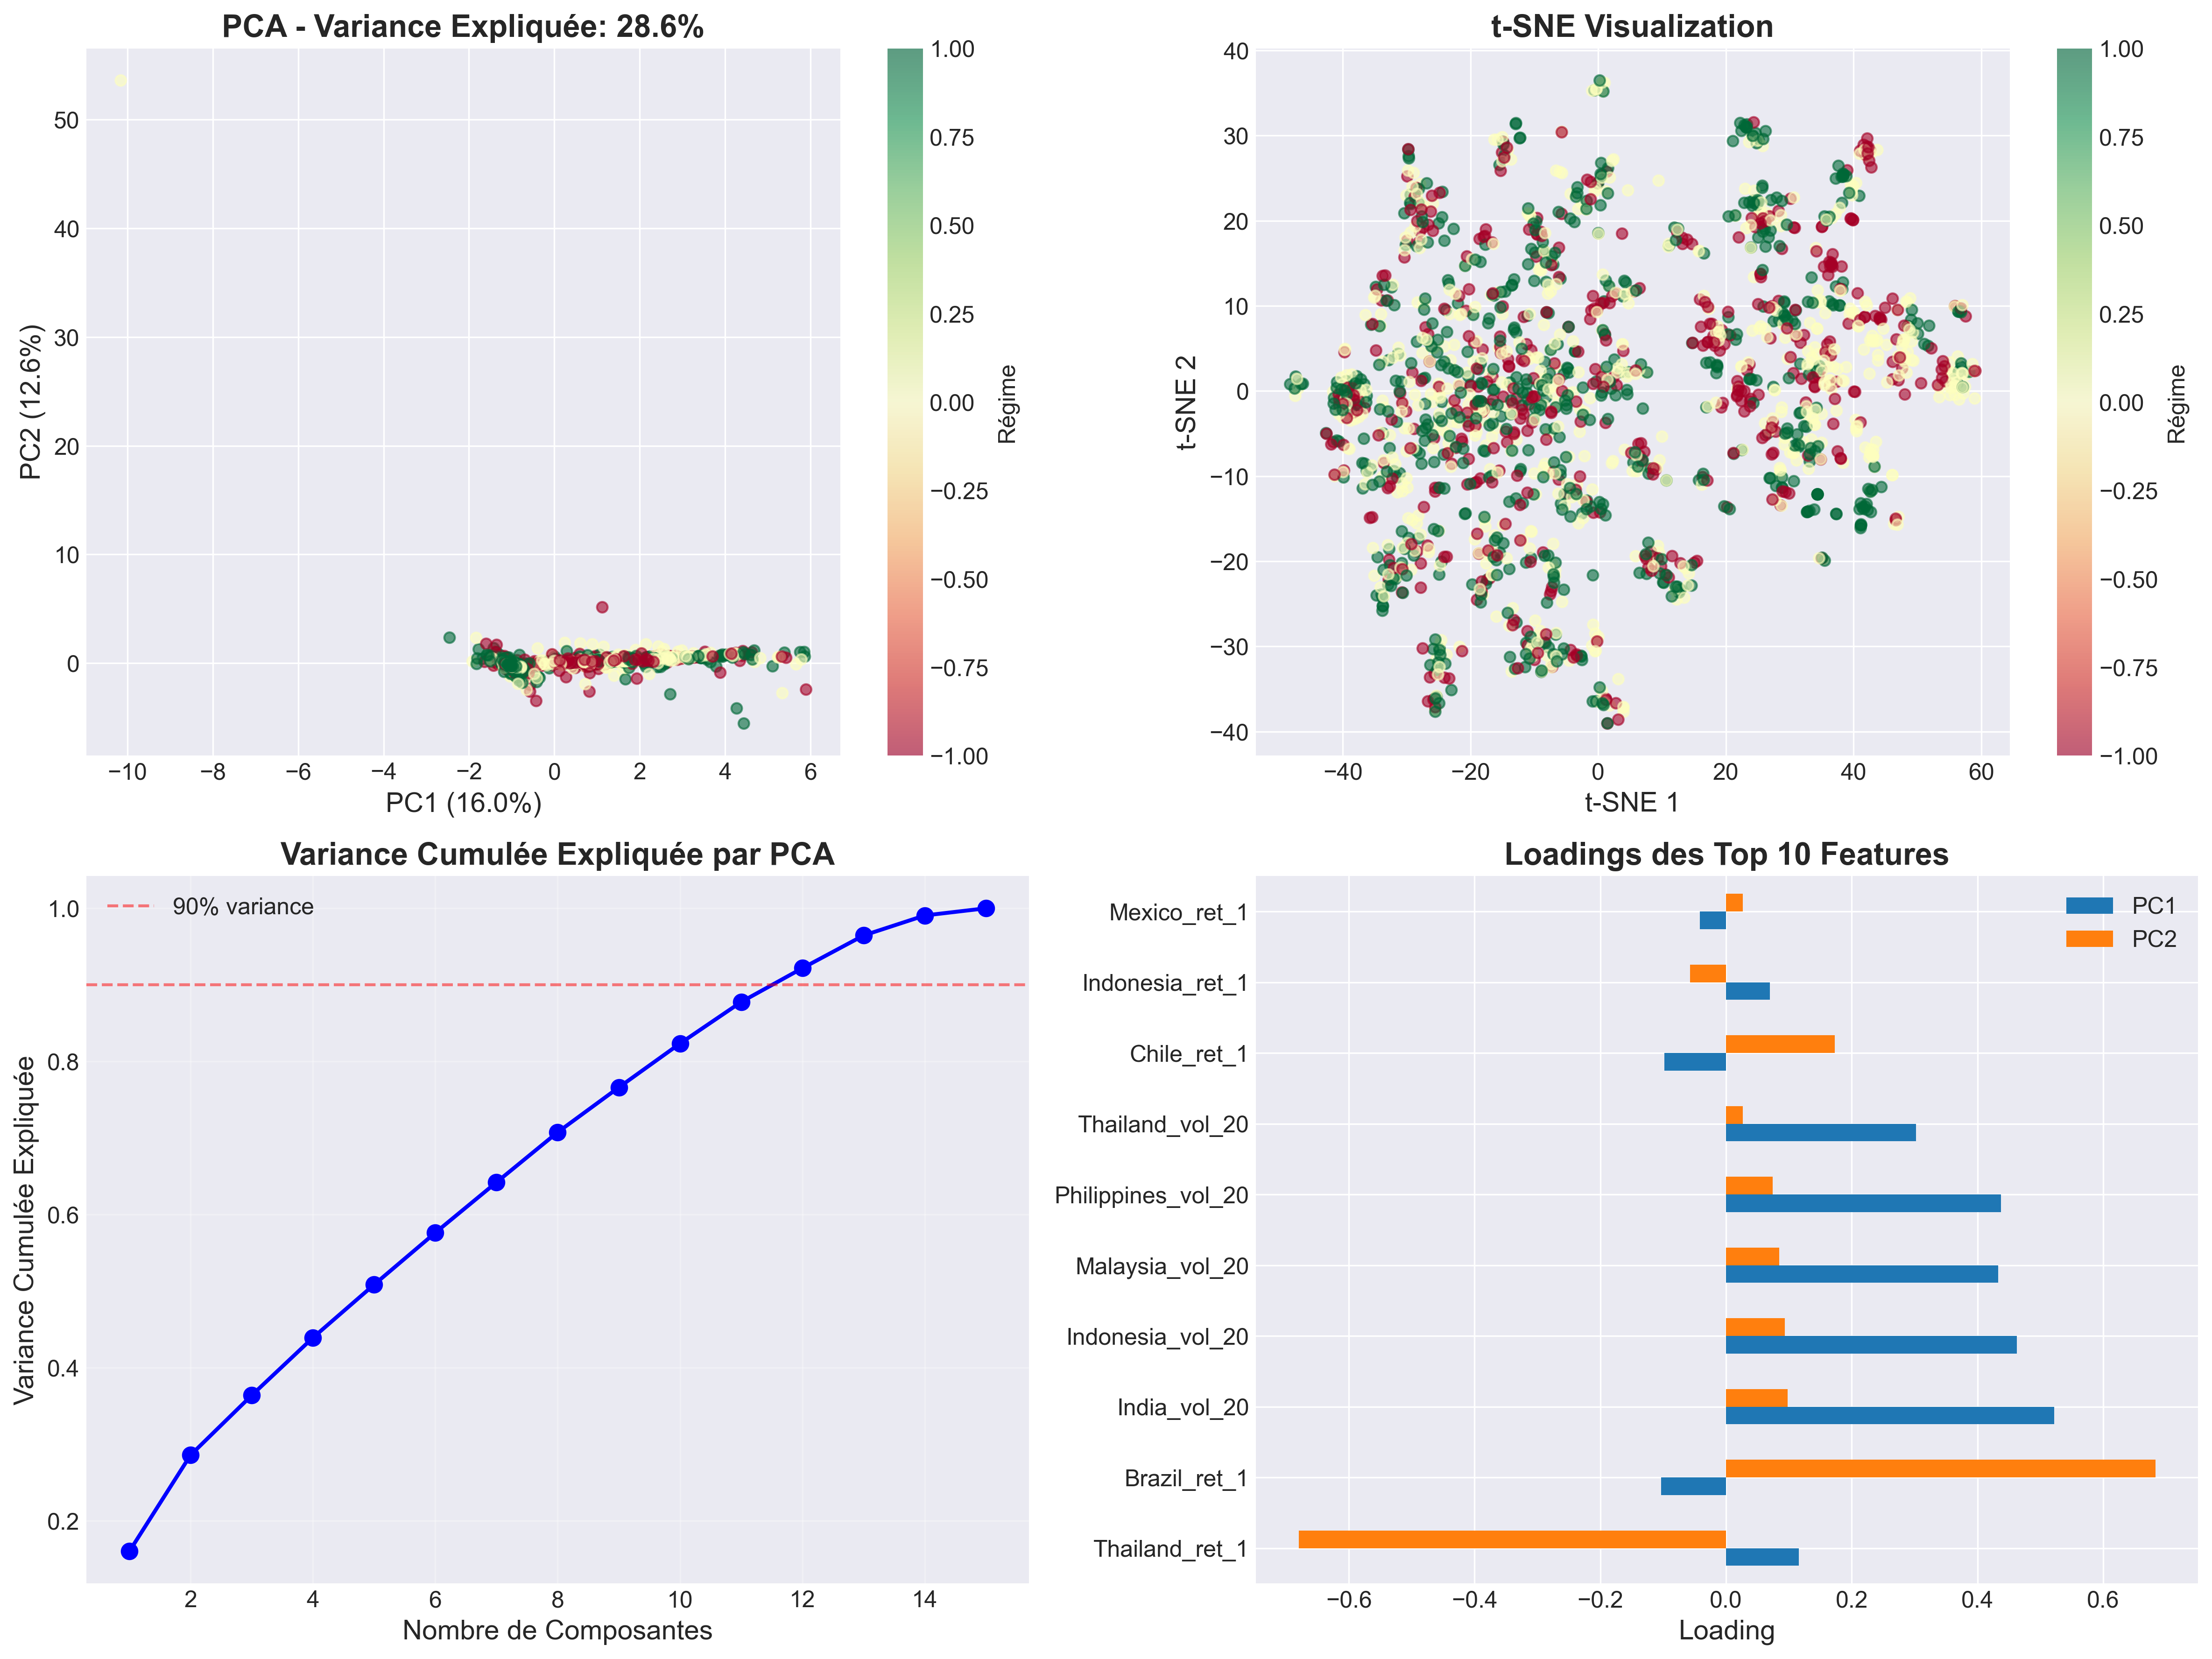 PCA - Variance Expliquée: 28.6%
50
40
30
20
10
0
PC2 (12.6%)
−10
−8
−6
−4
−2
0
2
4
6
PC1 (16.0%)
1.00
0.75
0.50
0.25
0.00
−0.25
−0.50
−0.75
−1.00
Régime
t-SNE Visualization
40
30
20
10
0
−10
−20
−30
−40
t-SNE 2
−40
−20
0
20
40
60
t-SNE 1
1.00
0.75
0.50
0.25
0.00
−0.25
−0.50
−0.75
−1.00
Régime
Variance Cumulée Expliquée par PCA
90% variance
1.0
0.8
0.6
0.4
0.2
Variance Cumulée Expliquée
2
4
6
8
10
12
14
Nombre de Composantes
Loadings des Top 10 Features
PC1
PC2
Mexico_ret_1
Indonesia_ret_1
Chile_ret_1
Thailand_vol_20
Philippines_vol_20
Malaysia_vol_20
Indonesia_vol_20
India_vol_20
Brazil_ret_1
Thailand_ret_1
−0.6
−0.4
−0.2
0.0
0.2
0.4
0.6
Loading